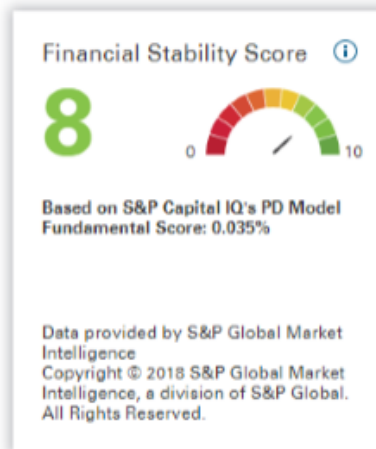 Financial Stability Score
8
0
10
Based on S&P Capital IQ's PD Model
Fundamental Score: 0.035%
Data provided by S&P Global Market
Intelligence
Copyright © 2018 S&P Global Market
Intelligence, a division of S&P Global.
All Rights Reserved.